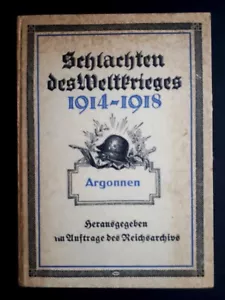 Schlachten
des Weltkrieges
1914-1918
Argonnen
Herausgegeben
im Auftrage des Reichsarchivs